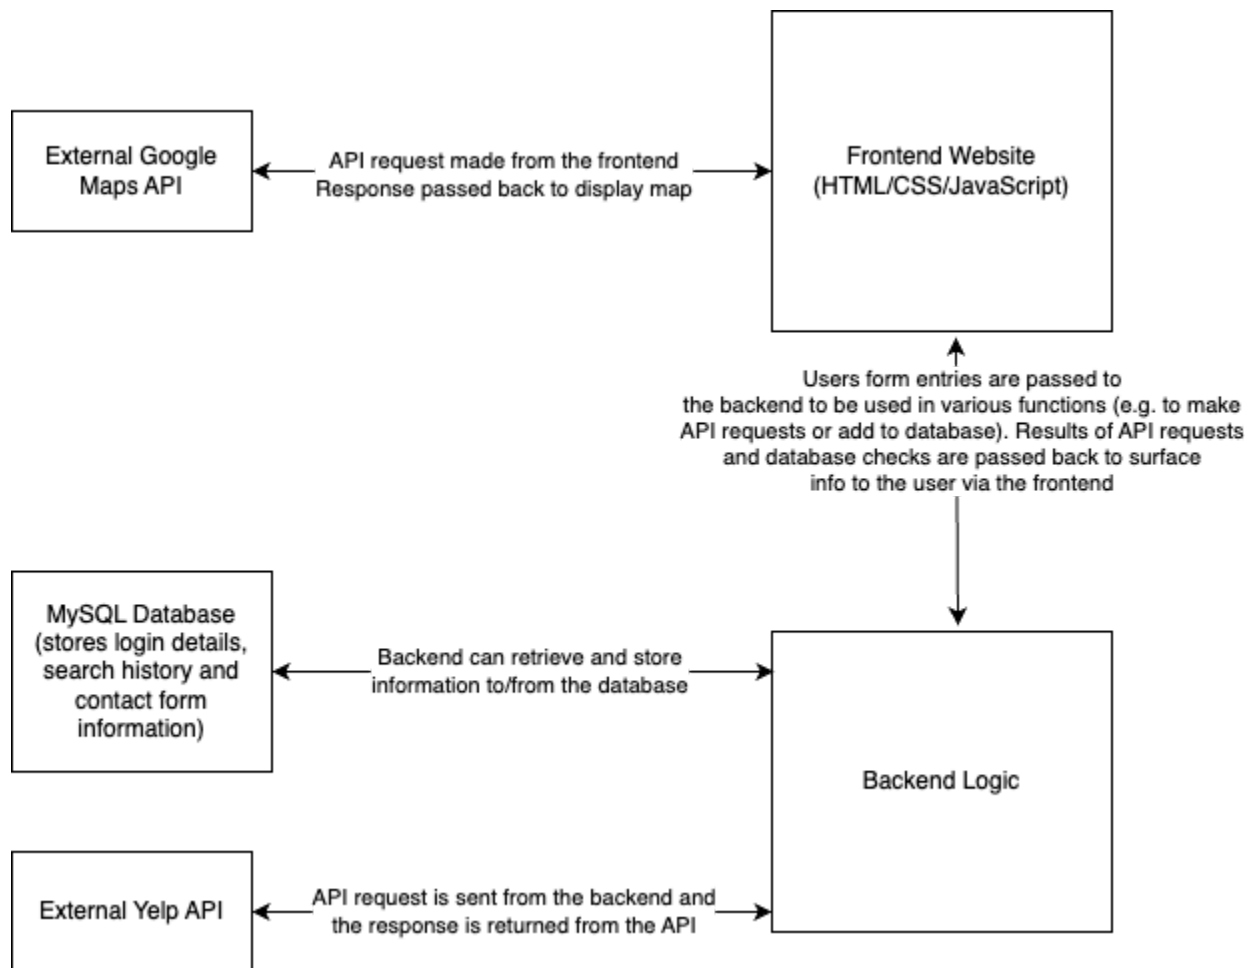 External Google
Maps API
API request made from the frontend
Response passed back to display map
Frontend Website
(HTML/CSS/JavaScript)
Users form entries are passed to
the backend to be used in various functions (e.g. to make
API requests or add to database). Results of API requests
and database checks are passed back to surface
info to the user via the frontend
MySQL Database
(stores login details,
search history and
contact form
information)
Backend can retrieve and store
information to/from the database
Backend Logic
External Yelp API
API request is sent from the backend and
the response is returned from the API